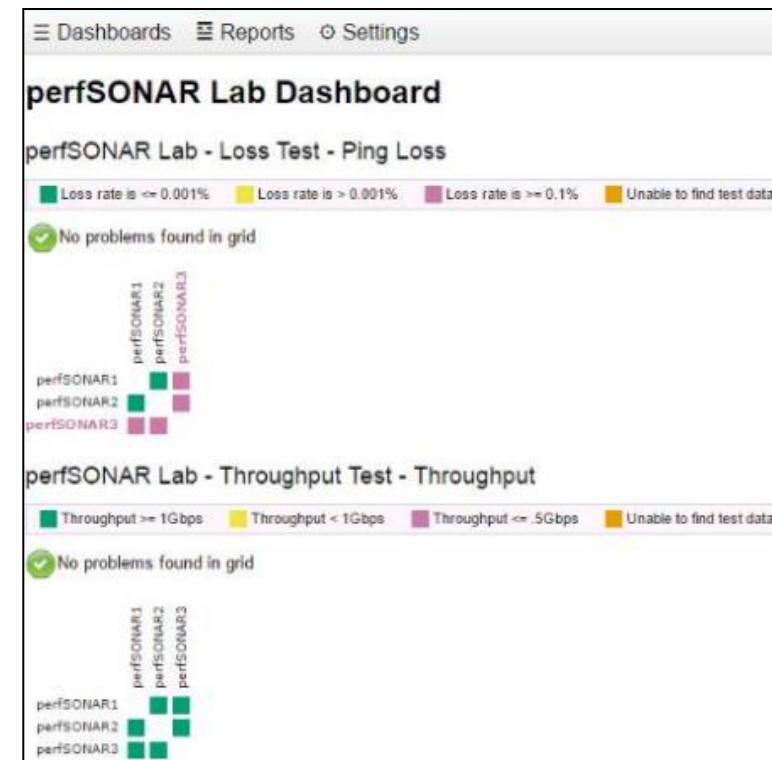 Dashboards Reports Settings
perfSONAR Lab Dashboard
perfSONAR Lab - Loss Test - Ping Loss
Loss rate is <= 0.001% Loss rate is > 0.001% Loss rate is >= 0.1% Unable to find test data
No problems found in grid
perfSONAR1 perfSONAR2 perfSONAR3
perfSONAR1
perfSONAR2
perfSONAR3
perfSONAR Lab - Throughput Test - Throughput
Throughput >= 1Gbps Throughput < 1Gbps Throughput <= .5Gbps Unable to find test data
No problems found in grid
perfSONAR1 perfSONAR2 perfSONAR3
perfSONAR1
perfSONAR2
perfSONAR3